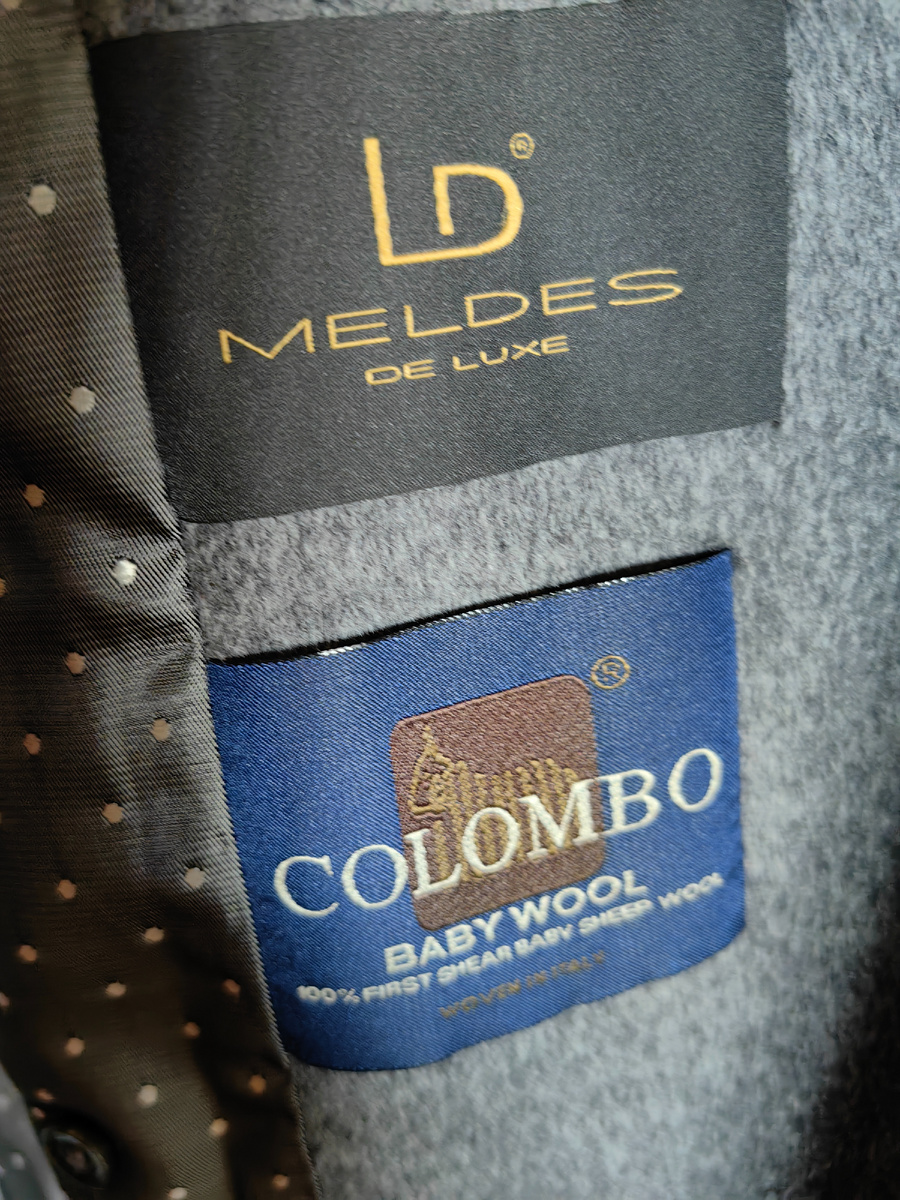 LD®
MELDES
DE LUXE
®
COLOMBO
BABY WOOL
100% FIRST SHEAR BABY SHEEP WOOL
WOVEN IN ITALY